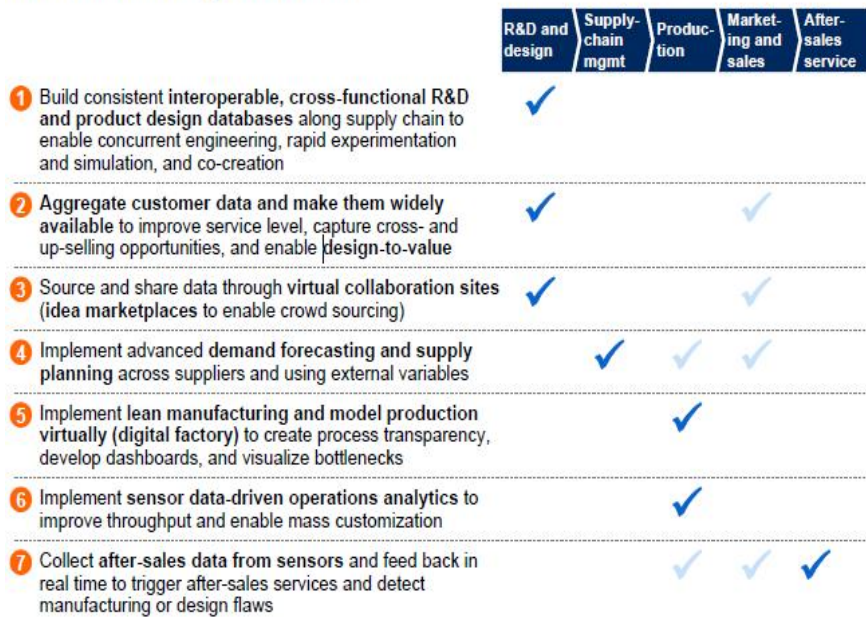 R&D and design
Supply-chain mgmt
Produc-tion
Market-ing and sales
After-sales service
1 Build consistent interoperable, cross-functional R&D
and product design databases along supply chain to
enable concurrent engineering, rapid experimentation
and simulation, and co-creation
2 Aggregate customer data and make them widely
available to improve service level, capture cross- and
up-selling opportunities, and enable design-to-value
3 Source and share data through virtual collaboration sites
(idea marketplaces to enable crowd sourcing)
4 Implement advanced demand forecasting and supply
planning across suppliers and using external variables
5 Implement lean manufacturing and model production
virtually (digital factory) to create process transparency,
develop dashboards, and visualize bottlenecks
6 Implement sensor data-driven operations analytics to
improve throughput and enable mass customization
7 Collect after-sales data from sensors and feed back in
real time to trigger after-sales services and detect
manufacturing or design flaws